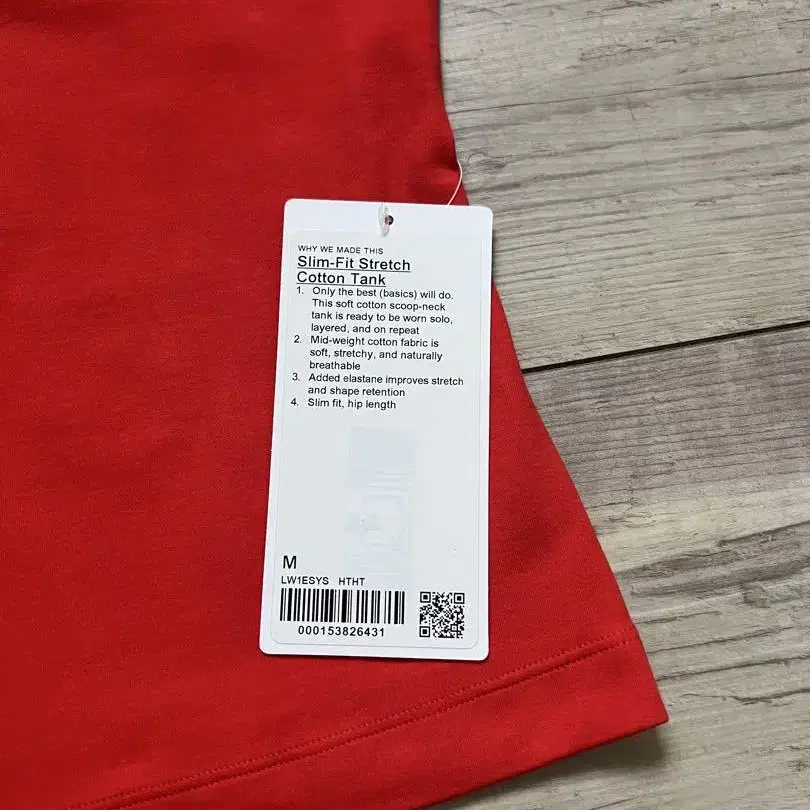 WHY WE MADE THIS
Slim-Fit Stretch
Cotton Tank
1. Only the best (basics) will do.
This soft cotton scoop-neck
tank is ready to be worn solo,
layered, and on repeat
2. Mid-weight cotton fabric is
soft, stretchy, and naturally
breathable
3. Added elastane improves stretch
and shape retention
4. Slim fit, hip length
M
LW1ESYS HTHT
000153826431